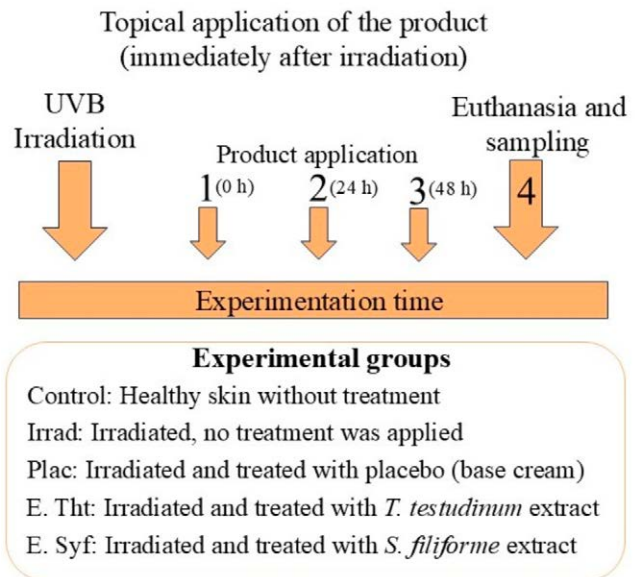 Topical application of the product
(immediately after irradiation)
UVB
Irradiation
Product application
1(0 h)
2(24 h)
3(48 h)
Euthanasia and
sampling
4
Experimentation time
Experimental groups
Control: Healthy skin without treatment
Irrad: Irradiated, no treatment was applied
Plac: Irradiated and treated with placebo (base cream)
E. Tht: Irradiated and treated with T. testudinum extract
E. Syf: Irradiated and treated with S. filiforme extract